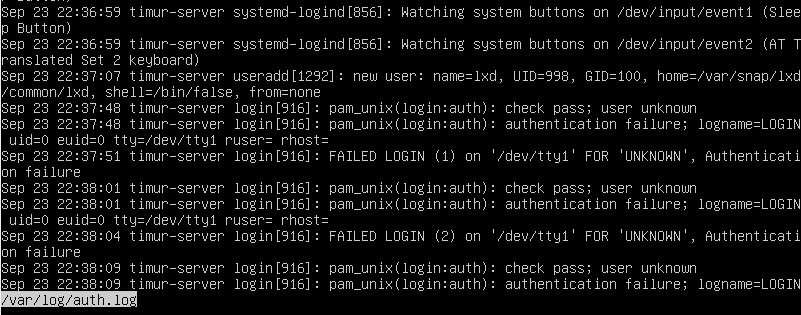 Button)
Sep 23 22:36:59 timur-server systemd-logind[856]: Watching system buttons on /dev/input/event1 (Slee
p Button)
Sep 23 22:36:59 timur-server systemd-logind[856]: Watching system buttons on /dev/input/event2 (AT T
ranslated Set 2 keyboard)
Sep 23 22:37:07 timur-server useradd[1292]: new user: name=lxd, UID=998, GID=100, home=/var/snap/lxd
/common/lxd, shell=/bin/false, from=none
Sep 23 22:37:48 timur-server login[916]: pam_unix(login:auth): check pass; user unknown
Sep 23 22:37:48 timur-server login[916]: pam_unix(login:auth): authentication failure; logname=LOGIN
 uid=0 euid=0 tty=/dev/tty1 ruser= rhost=
Sep 23 22:37:51 timur-server login[916]: FAILED LOGIN (1) on '/dev/tty1' FOR 'UNKNOWN', Authenticati
on failure
Sep 23 22:38:01 timur-server login[916]: pam_unix(login:auth): check pass; user unknown
Sep 23 22:38:01 timur-server login[916]: pam_unix(login:auth): authentication failure; logname=LOGIN
 uid=0 euid=0 tty=/dev/tty1 ruser= rhost=
Sep 23 22:38:04 timur-server login[916]: FAILED LOGIN (2) on '/dev/tty1' FOR 'UNKNOWN', Authenticati
on failure
Sep 23 22:38:09 timur-server login[916]: pam_unix(login:auth): check pass; user unknown
Sep 23 22:38:09 timur-server login[916]: pam_unix(login:auth): authentication failure; logname=LOGIN
/var/log/auth.log